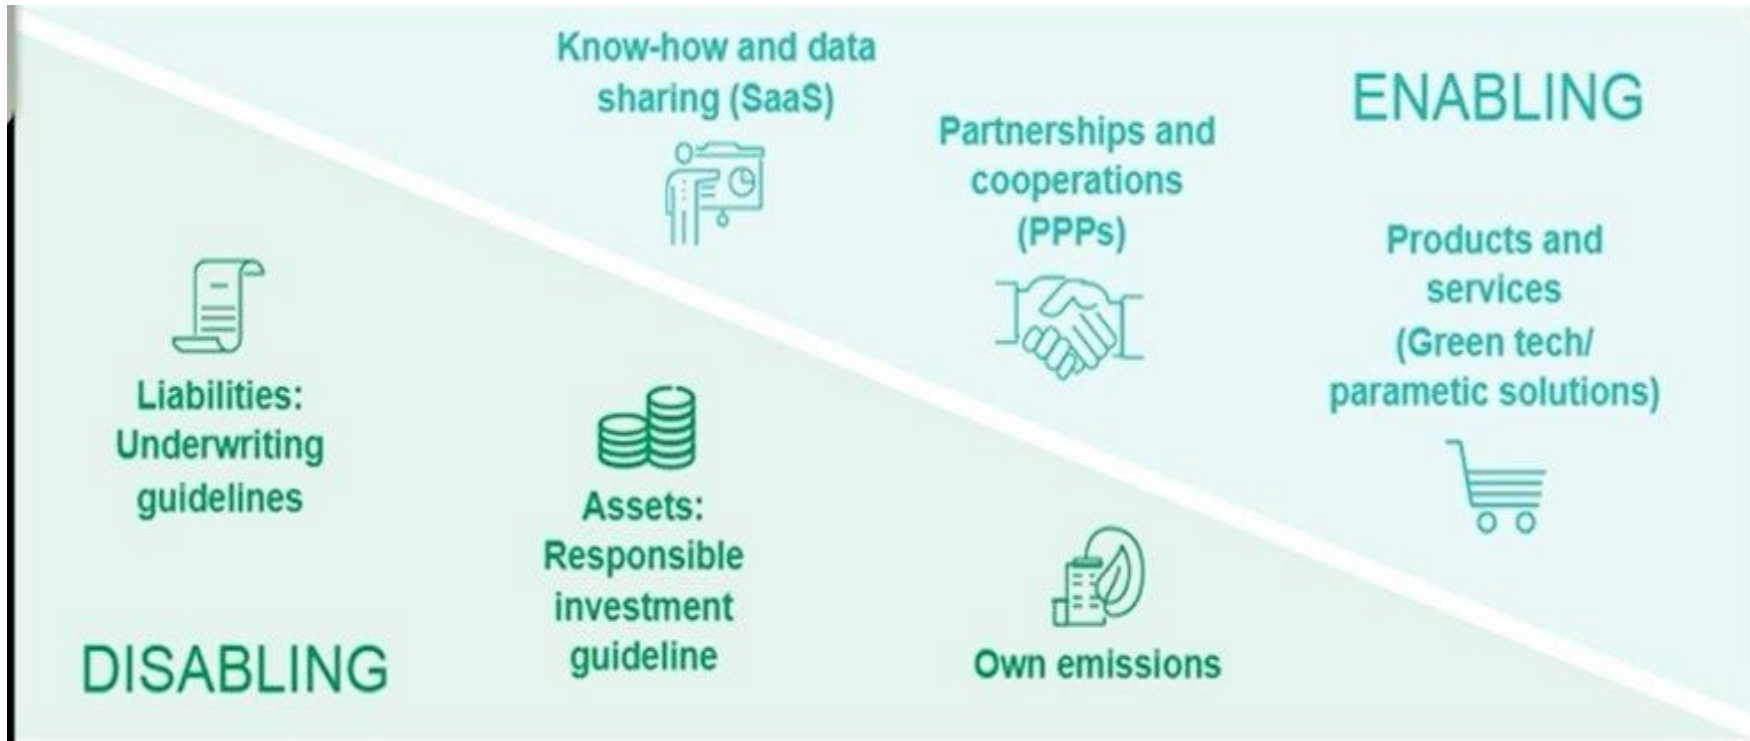 Know-how and data
sharing (SaaS)
Partnerships and
cooperations
(PPPs)
ENABLING
Products and
services
(Green tech/
parametic solutions)
Liabilities:
Underwriting
guidelines
Assets:
Responsible
investment
guideline
Own emissions
DISABLING